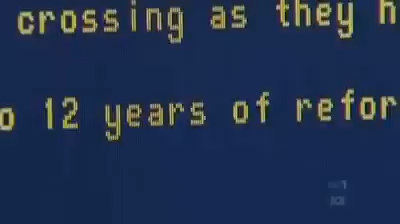 crossing as they h
o 12 years of refor